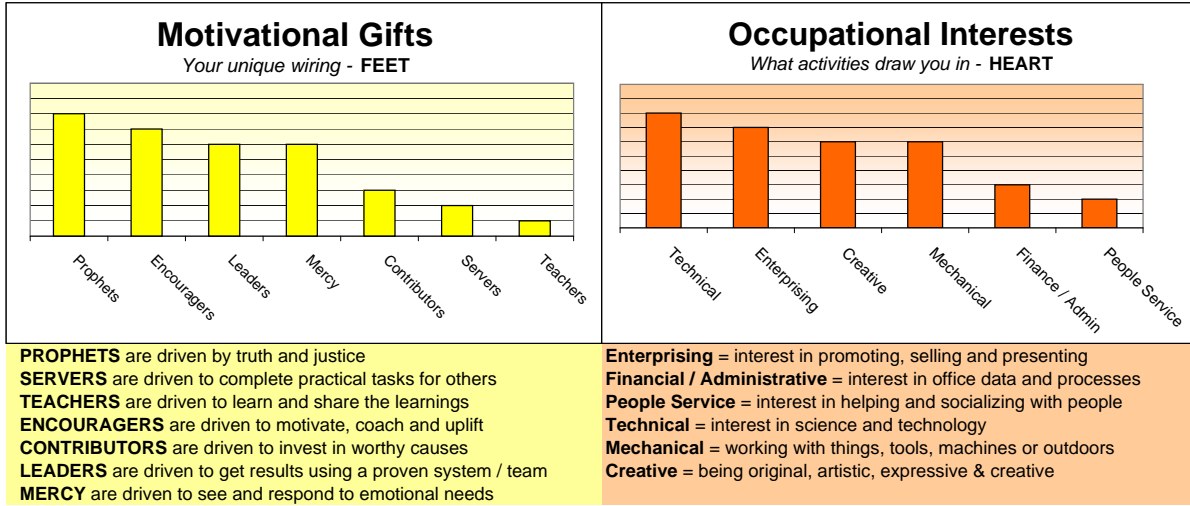 Motivational Gifts
Your unique wiring - FEET
Prophets
Encouragers
Leaders
Mercy
Contributors
Servers
Teachers
PROPHETS are driven by truth and justice
SERVERS are driven to complete practical tasks for others
TEACHERS are driven to learn and share the learnings
ENCOURAGERS are driven to motivate, coach and uplift
CONTRIBUTORS are driven to invest in worthy causes
LEADERS are driven to get results using a proven system / team
MERCY are driven to see and respond to emotional needs
Occupational Interests
What activities draw you in - HEART
Technical
Enterprising
Creative
Mechanical
Finance / Admin
People Service
Enterprising = interest in promoting, selling and presenting
Financial / Administrative = interest in office data and processes
People Service = interest in helping and socializing with people
Technical = interest in science and technology
Mechanical = working with things, tools, machines or outdoors
Creative = being original, artistic, expressive & creative